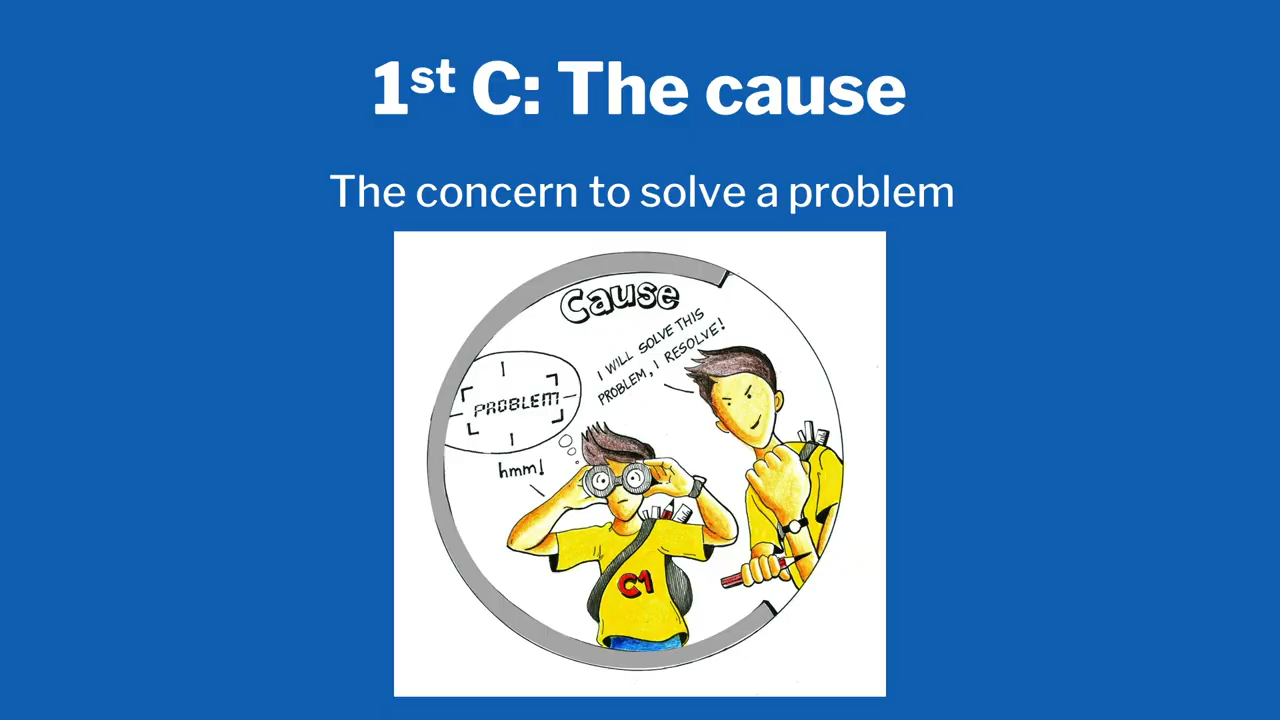 1st C: The cause
The concern to solve a problem
Cause
I WILL SOLVE THIS
PROBLEM, I RESOLVE!
PROBLEM
hmm!
C1